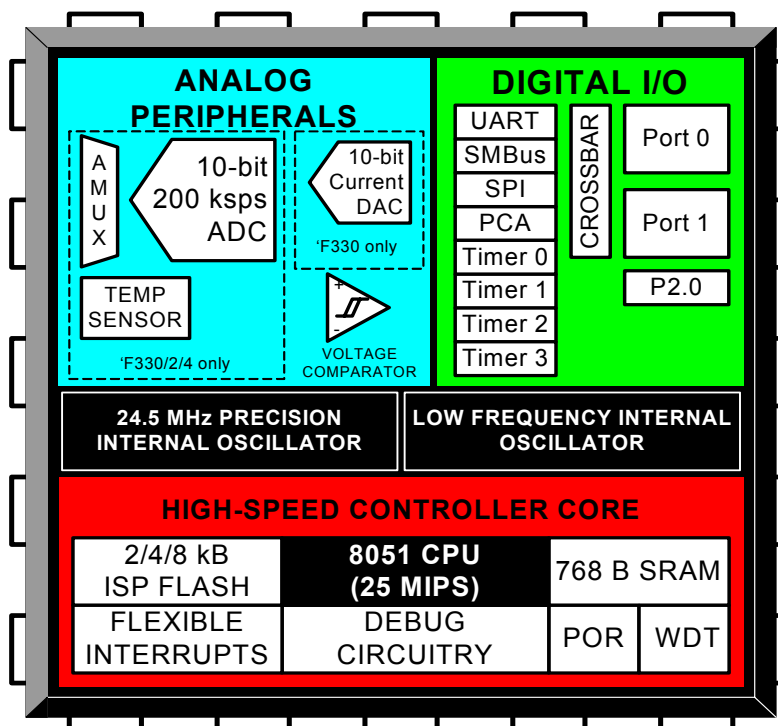 ANALOG
PERIPHERALS
A
M
U
X
10-bit
200 ksps
ADC
10-bit
Current
DAC
‘F330 only
TEMP
SENSOR
‘F330/2/4 only
+
-
VOLTAGE
COMPARATOR
DIGITAL I/O
UART
SMBus
SPI
PCA
Timer 0
Timer 1
Timer 2
Timer 3
CROSSBAR
Port 0
Port 1
P2.0
24.5 MHz PRECISION
INTERNAL OSCILLATOR
LOW FREQUENCY INTERNAL
OSCILLATOR
HIGH-SPEED CONTROLLER CORE
2/4/8 kB
ISP FLASH
8051 CPU
(25 MIPS)
768 B SRAM
FLEXIBLE
INTERRUPTS
DEBUG
CIRCUITRY
POR
WDT